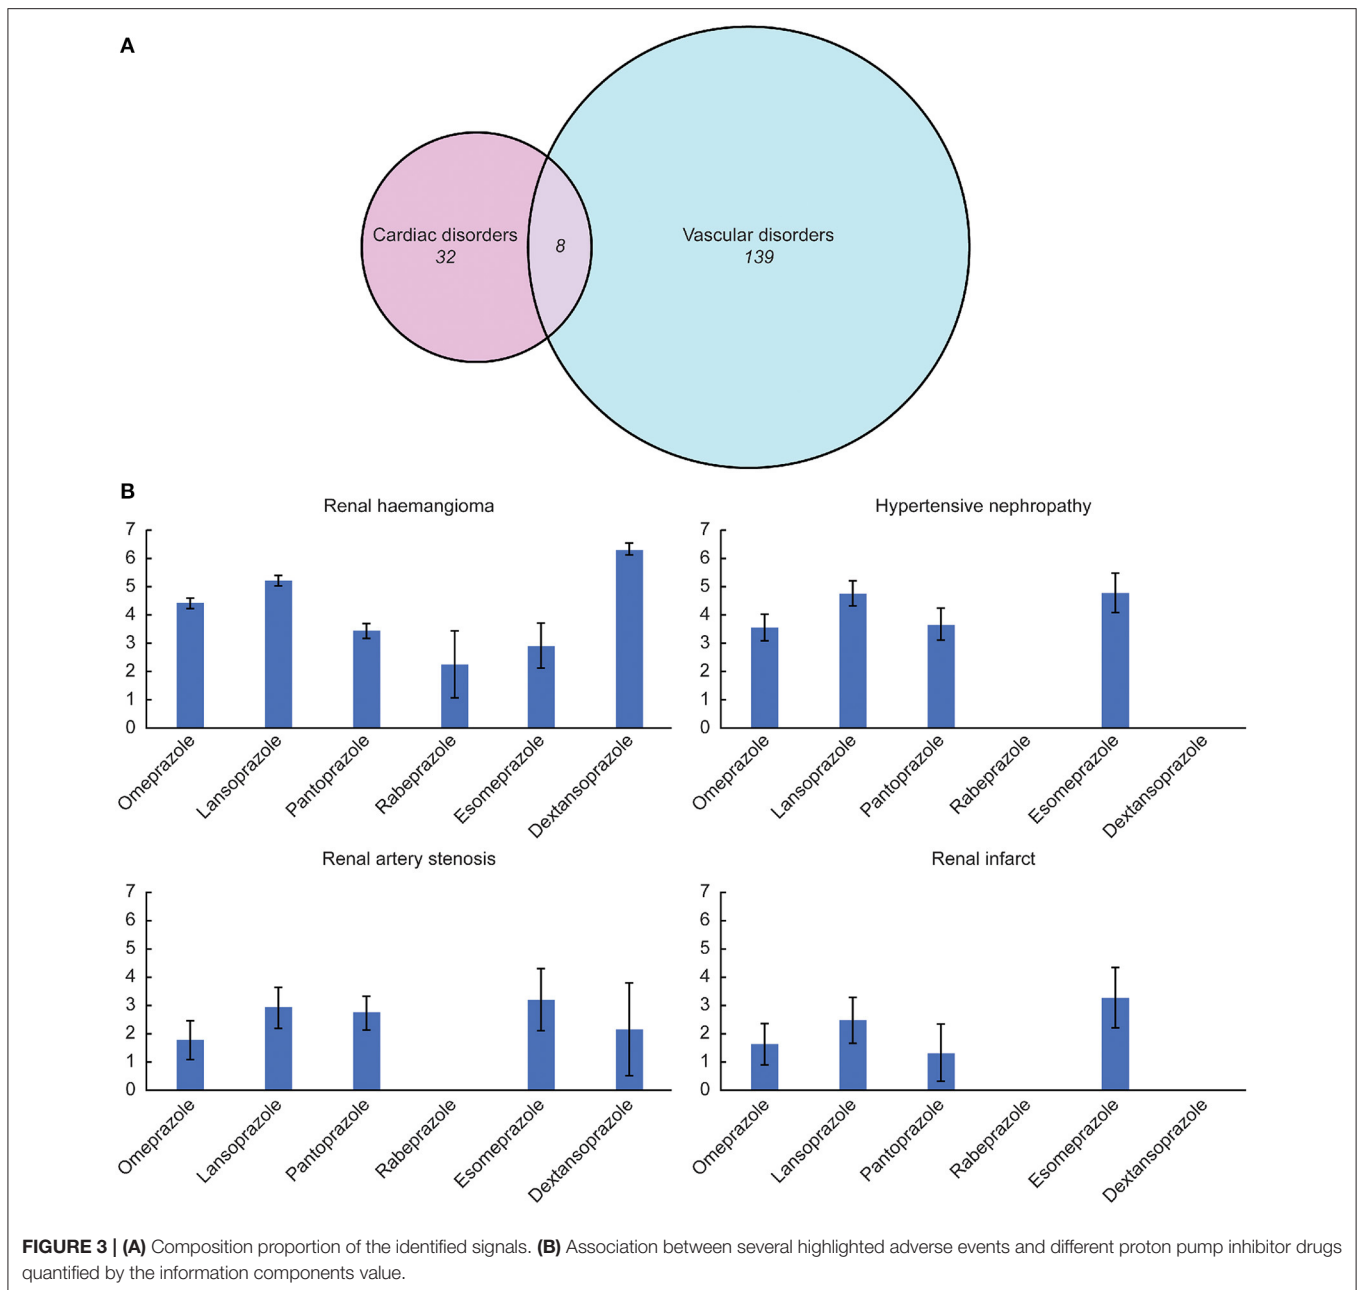 A
Cardiac disorders
32
8
Vascular disorders
139
B
Renal haemangioma
7
6
5
4
3
2
1
0
Omeprazole
Lansoprazole
Pantoprazole
Rabeprazole
Esomeprazole
Dextansoprazole
Hypertensive nephropathy
7
6
5
4
3
2
1
0
Omeprazole
Lansoprazole
Pantoprazole
Rabeprazole
Esomeprazole
Dextansoprazole
Renal artery stenosis
7
6
5
4
3
2
1
0
Omeprazole
Lansoprazole
Pantoprazole
Rabeprazole
Esomeprazole
Dextansoprazole
Renal infarct
7
6
5
4
3
2
1
0
Omeprazole
Lansoprazole
Pantoprazole
Rabeprazole
Esomeprazole
Dextansoprazole
FIGURE 3 | (A) Composition proportion of the identified signals. (B) Association between several highlighted adverse events and different proton pump inhibitor drugs
quantified by the information components value.